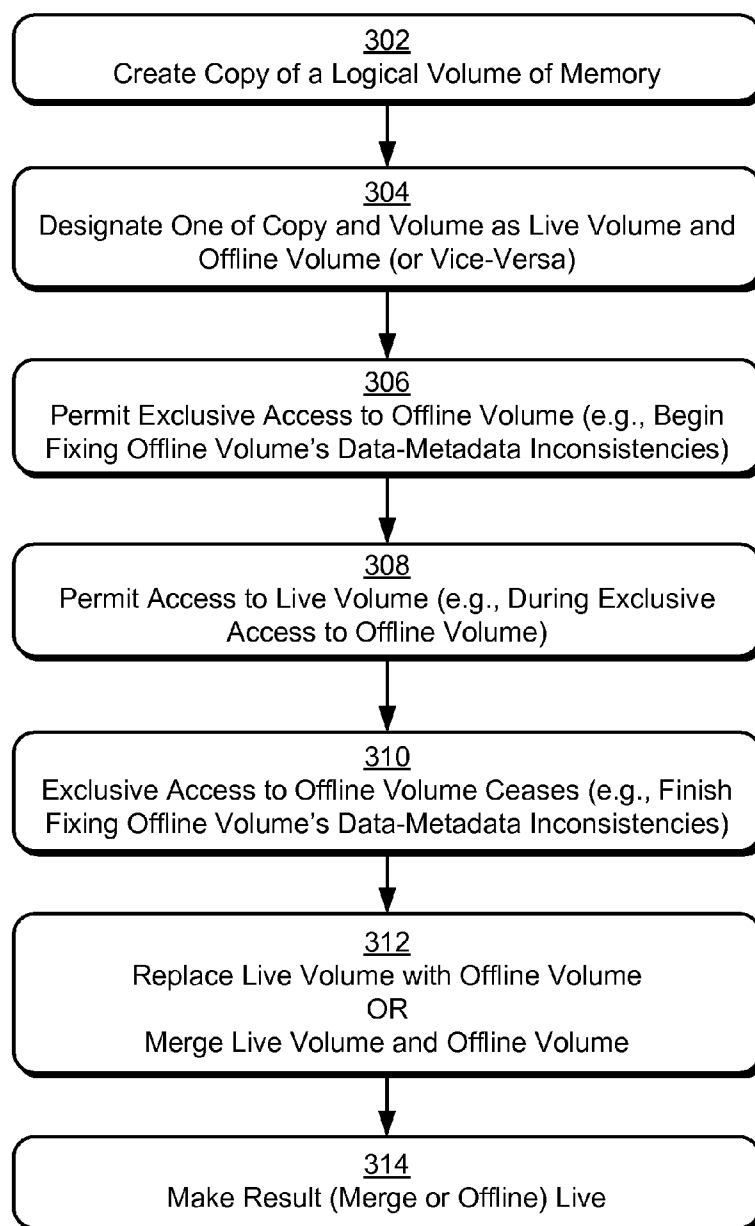 302
Create Copy of a Logical Volume of Memory
304
Designate One of Copy and Volume as Live Volume and
Offline Volume (or Vice-Versa)
306
Permit Exclusive Access to Offline Volume (e.g., Begin
Fixing Offline Volume's Data-Metadata Inconsistencies)
308
Permit Access to Live Volume (e.g., During Exclusive
Access to Offline Volume)
310
Exclusive Access to Offline Volume Ceases (e.g., Finish
Fixing Offline Volume's Data-Metadata Inconsistencies)
312
Replace Live Volume with Offline Volume
OR
Merge Live Volume and Offline Volume
314
Make Result (Merge or Offline) Live